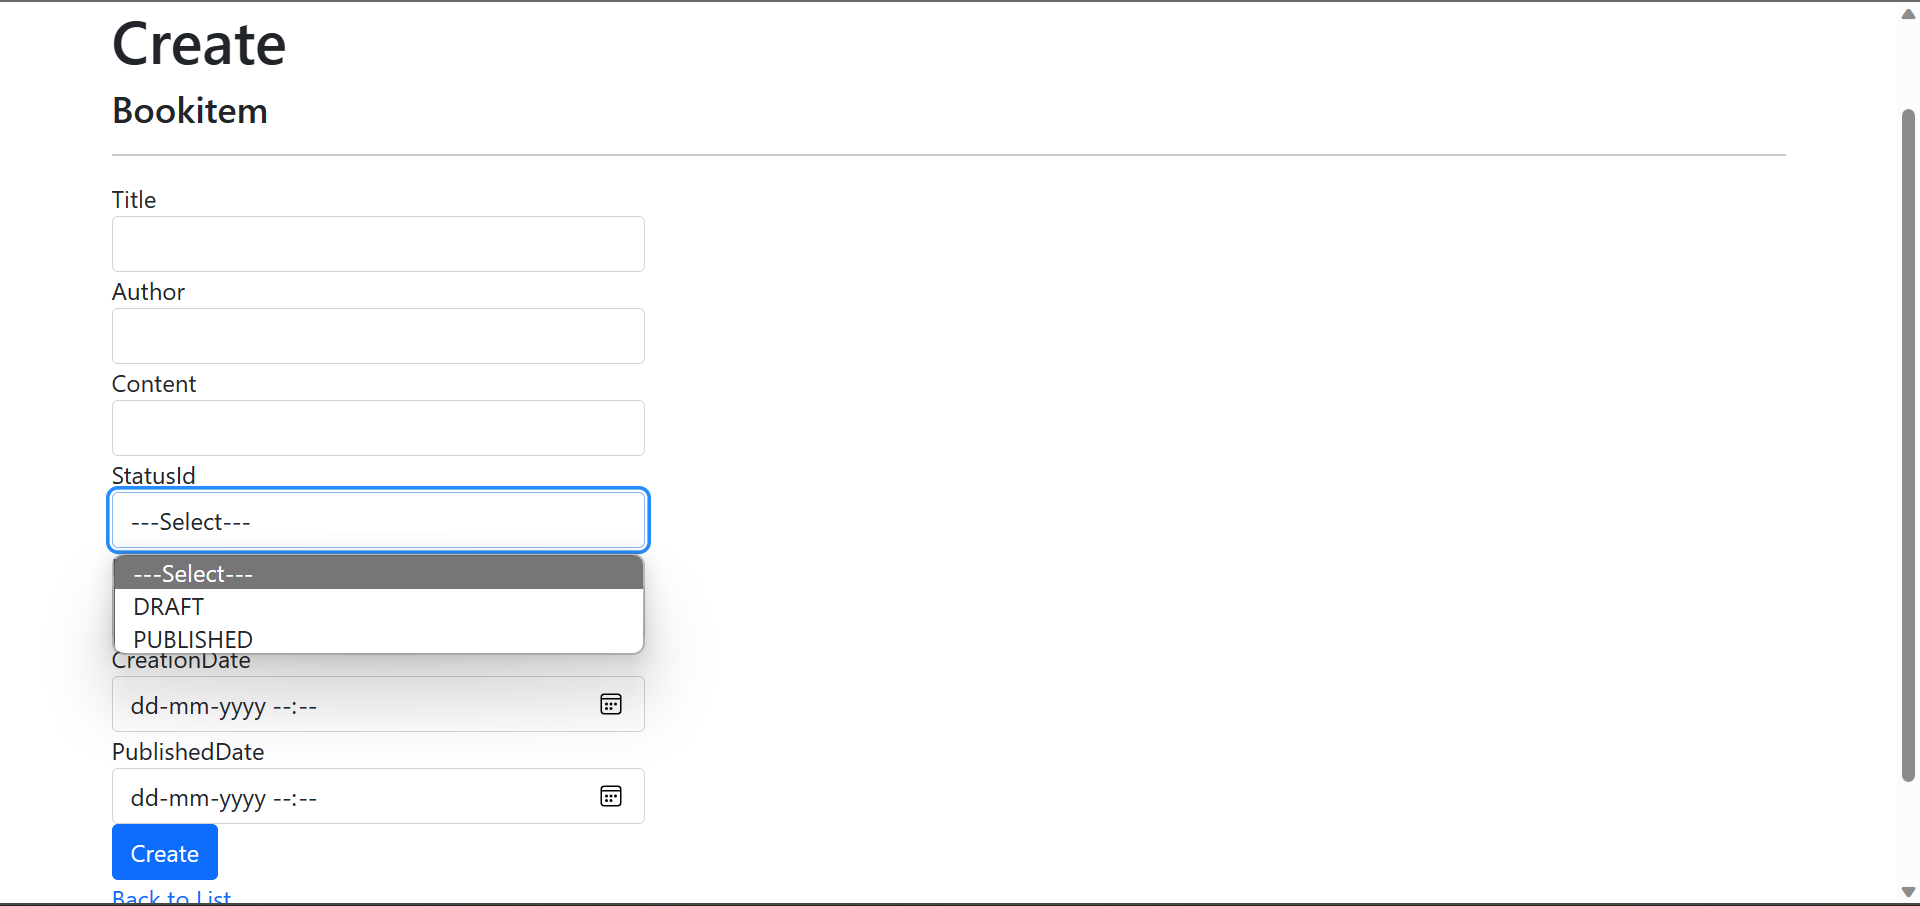 Create
Bookitem
Title
Author
Content
StatusId
---Select---
---Select---
DRAFT
PUBLISHED
CreationDate
dd-mm-yyyy --:--
PublishedDate
dd-mm-yyyy --:--
Create
Back to List